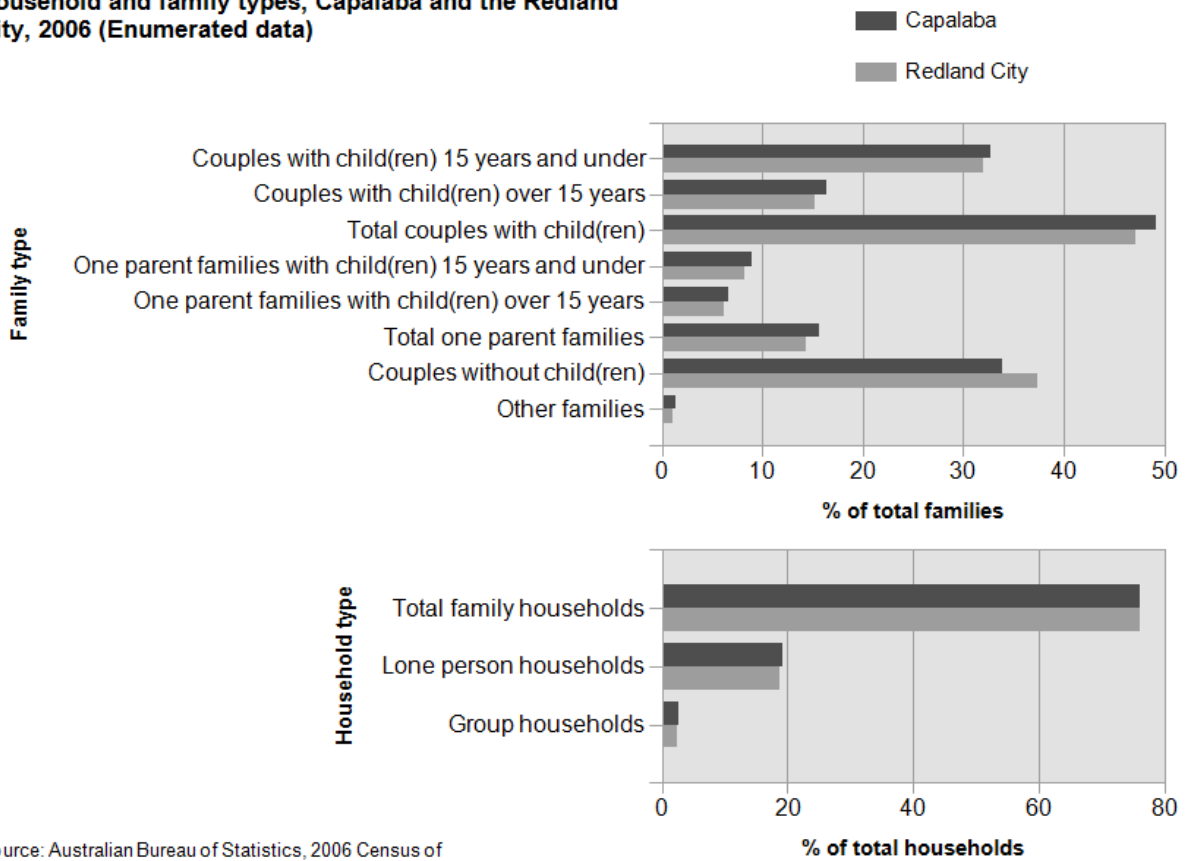 ousehold and family types, Capalaba and the Redland
ity, 2006 (Enumerated data)
Capalaba
Redland City
Family type
Couples with child(ren) 15 years and under
Couples with child(ren) over 15 years
Total couples with child(ren)
One parent families with child(ren) 15 years and under
One parent families with child(ren) over 15 years
Total one parent families
Couples without child(ren)
Other families
0 10 20 30 40 50
% of total families
Household type
Total family households
Lone person households
Group households
0 20 40 60 80
% of total households
urce: Australian Bureau of Statistics, 2006 Census of